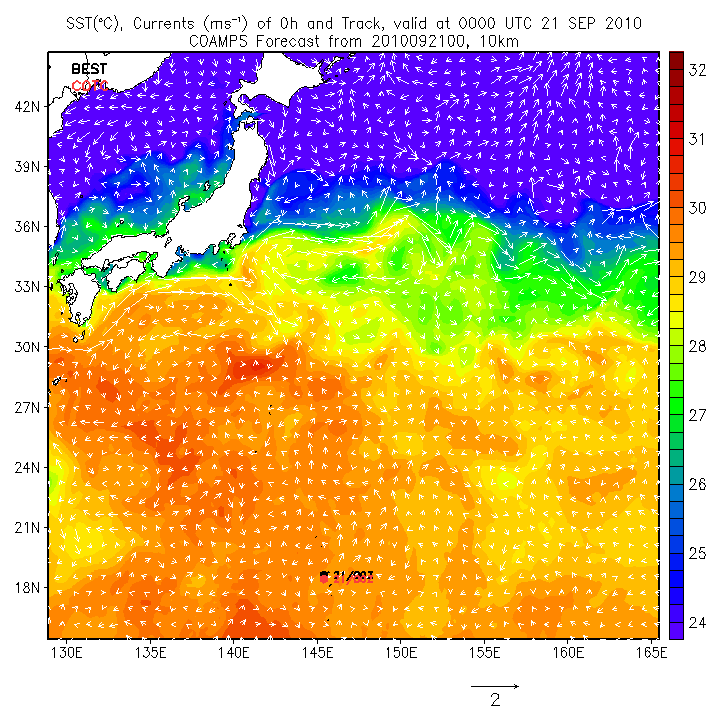 SST(°C), Currents (ms⁻¹) of 0h and Track, valid at 0000 UTC 21 SEP 2010
COAMPS Forecast from 2010092100, 10km
BEST
COTC
42N
39N
36N
33N
30N
27N
24N
21N
18N
21/00Z
130E 135E 140E 145E 150E 155E 160E 165E
32
31
30
29
28
27
26
25
24
2